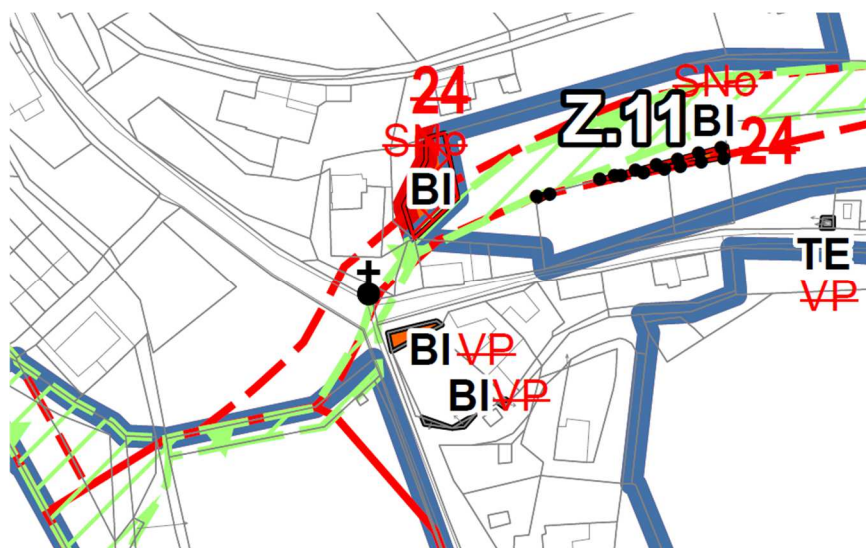 24
SNo
SNo
Z.11
BI
24
BI
+
TE
VP
BI VP
BI VP